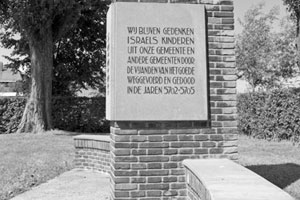 WIJ BLIJVEN GEDENKEN
ISRAELS KINDEREN
UIT ONZE GEMEENTE EN
ANDERE GEMEENTEN DOOR
DE VIJANDEN VAN HET GOEDE
WEGGEVOERD EN GEDOOD
IN DE JAREN 5702-5705